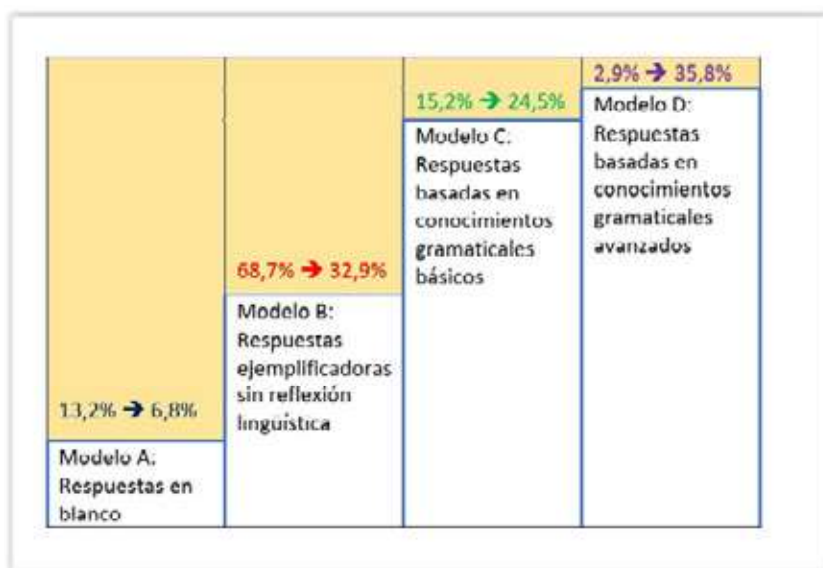 13,2% → 6,8%
Modelo A:
Respuestas en
blanco
68,7% → 32,9%
Modelo B:
Respuestas
ejemplificadoras
sin reflexión
lingüística
15,2% → 24,5%
Modelo C:
Respuestas
basadas en
conocimientos
gramaticales
básicos
2,9% → 35,8%
Modelo D:
Respuestas
basadas en
conocimientos
gramaticales
avanzados